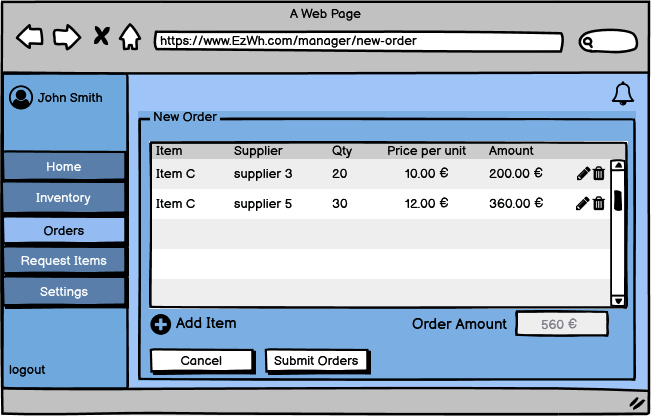 A Web Page
https://www.EzWh.com/manager/new-order
John Smith
Home
Inventory
Orders
Request Items
Settings
logout
New Order
Item Supplier Qty Price per unit Amount
Item C supplier 3 20 10.00 € 200.00 €
Item C supplier 5 30 12.00 € 360.00 €
Add Item Order Amount 560 €
Cancel Submit Orders